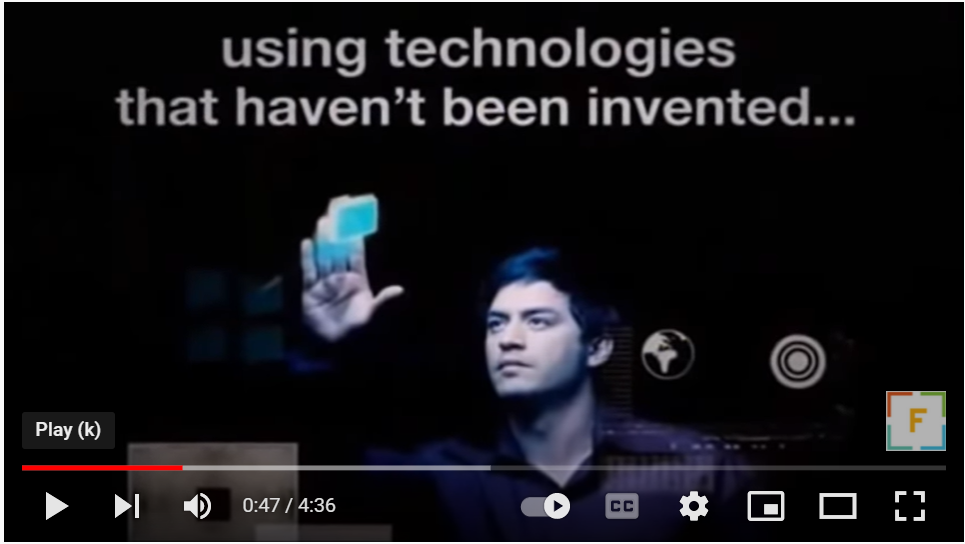 using technologies
that haven't been invented...
F
Play (k)
0:47 / 4:36
CC